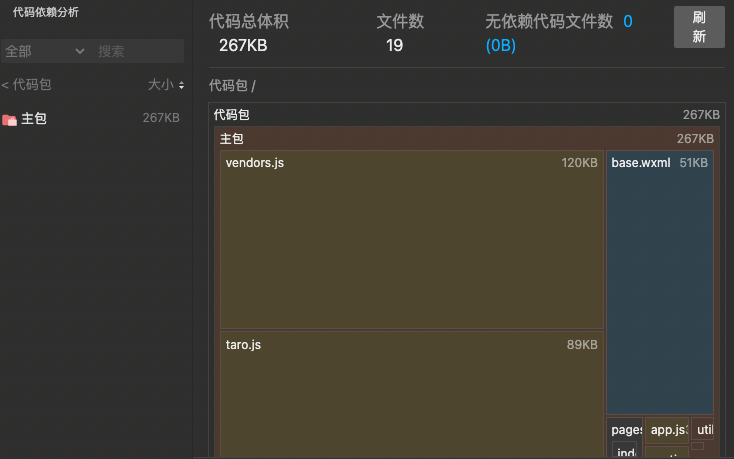 代码依赖分析
全部
搜索
< 代码包
大小
主包
267KB
代码总体积
267KB
文件数
19
无依赖代码文件数 0
(0B)
刷
新
代码包 /
代码包
267KB
主包
267KB
vendors.js
120KB
base.wxml
51KB
taro.js
89KB
pages
app.js
util